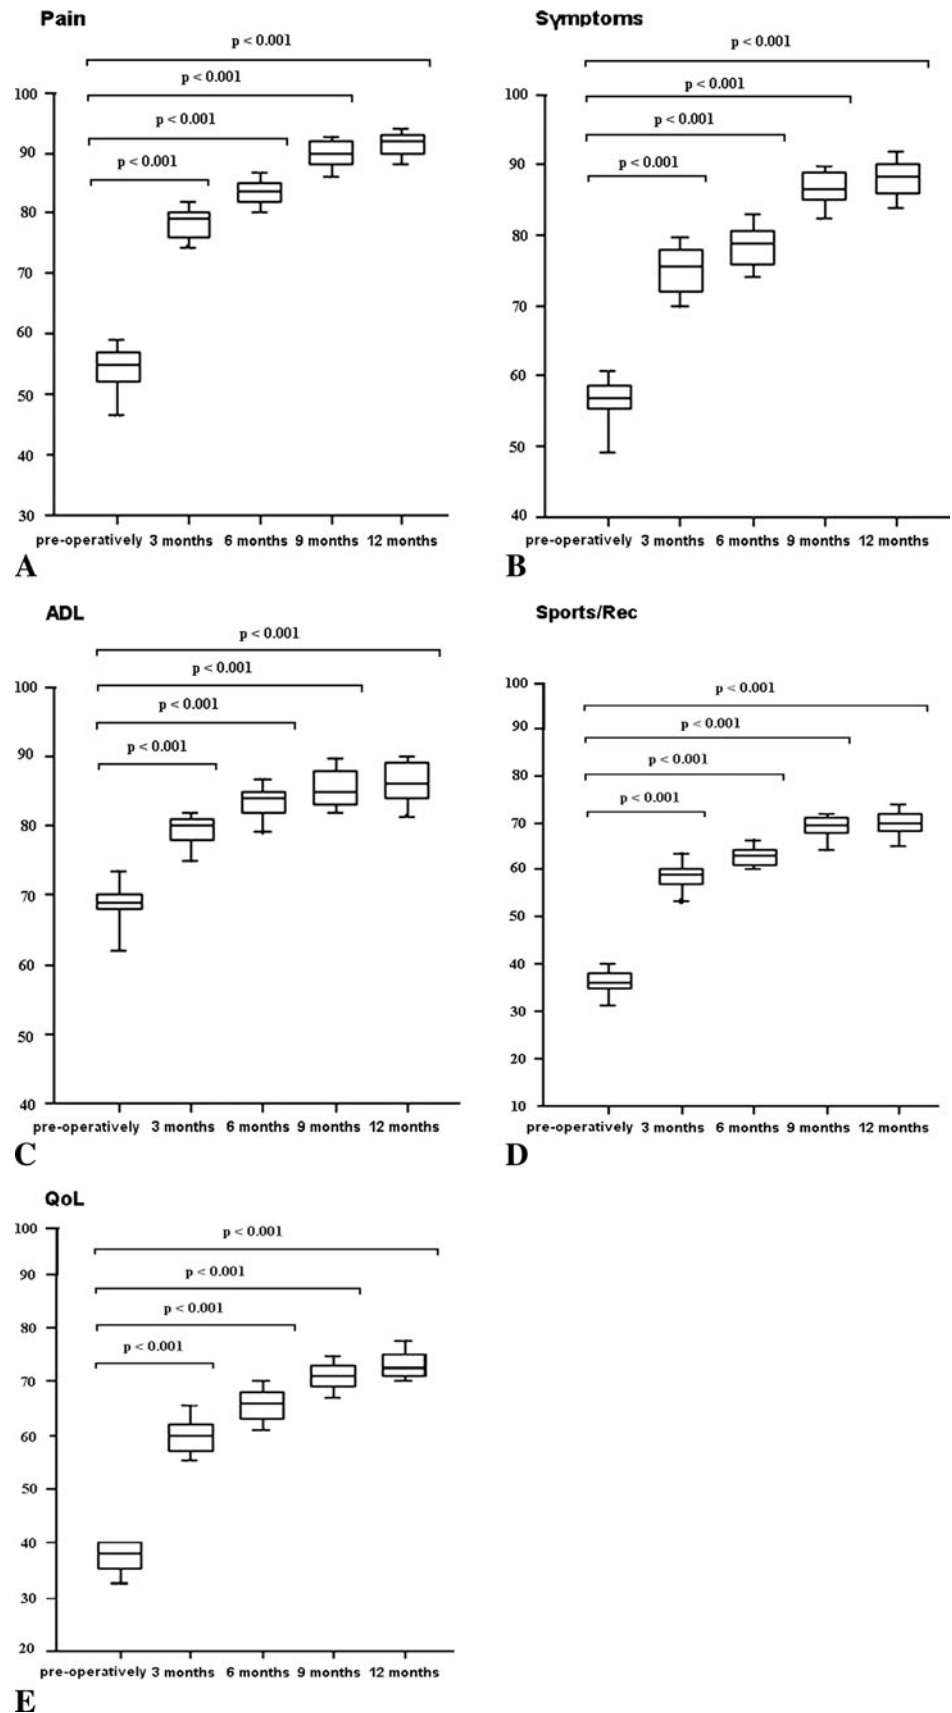 Pain
p < 0.001
p < 0.001
p < 0.001
p < 0.001
100
90
80
70
60
50
40
30
pre-operatively 3 months 6 months 9 months 12 months
A
Symptoms
p < 0.001
p < 0.001
p < 0.001
p < 0.001
100
90
80
70
60
50
40
pre-operatively 3 months 6 months 9 months 12 months
B
ADL
p < 0.001
p < 0.001
p < 0.001
p < 0.001
100
90
80
70
60
50
40
pre-operatively 3 months 6 months 9 months 12 months
C
Sports/Rec
p < 0.001
p < 0.001
p < 0.001
p < 0.001
100
90
80
70
60
50
40
30
20
10
pre-operatively 3 months 6 months 9 months 12 months
D
QoL
p < 0.001
p < 0.001
p < 0.001
p < 0.001
100
90
80
70
60
50
40
30
20
pre-operatively 3 months 6 months 9 months 12 months
E